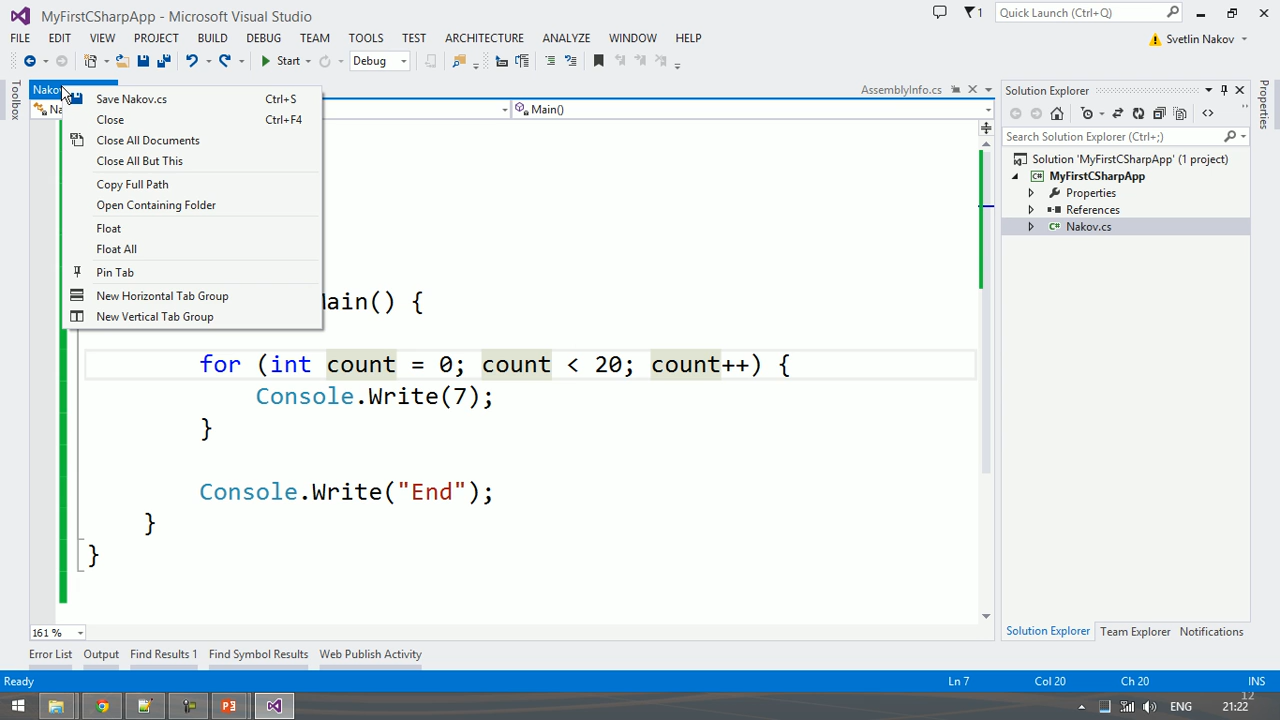 MyFirstCSharpApp - Microsoft Visual Studio
1
Quick Launch (Ctrl+Q)
FILE EDIT VIEW PROJECT BUILD DEBUG TEAM TOOLS TEST ARCHITECTURE ANALYZE WINDOW HELP
Svetlin Nakov
Start
Debug
Toolbox
AssemblyInfo.cs
Main()
Save Nakov.cs Ctrl+S
Close Ctrl+F4
Close All Documents
Close All But This
Copy Full Path
Open Containing Folder
Float
Float All
Pin Tab
New Horizontal Tab Group
New Vertical Tab Group
Main() {
for (int count = 0; count < 20; count++) {
Console.Write(7);
}
Console.Write("End");
}
}
161 %
Solution Explorer
Search Solution Explorer (Ctrl+;)
Solution 'MyFirstCSharpApp' (1 project)
C# MyFirstCSharpApp
Properties
References
C# Nakov.cs
Solution Explorer Team Explorer Notifications
Properties
Error List Output Find Results 1 Find Symbol Results Web Publish Activity
Ready Ln 7 Col 20 Ch 20 INS
12
ENG 21:22